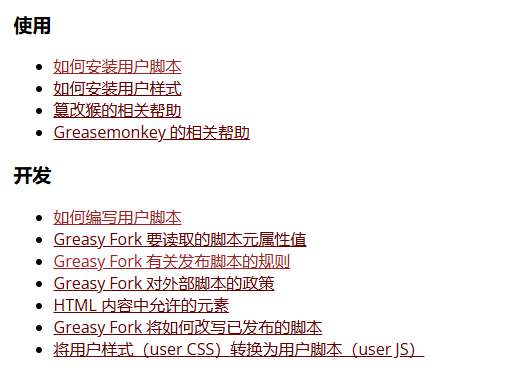 使用
如何安装用户脚本
如何安装用户样式
篡改猴的相关帮助
Greasemonkey 的相关帮助
开发
如何编写用户脚本
Greasy Fork 要读取的脚本元属性值
Greasy Fork 有关发布脚本的规则
Greasy Fork 对外部脚本的政策
HTML 内容中允许的元素
Greasy Fork 将如何改写已发布的脚本
将用户样式（user CSS）转换为用户脚本（user JS）